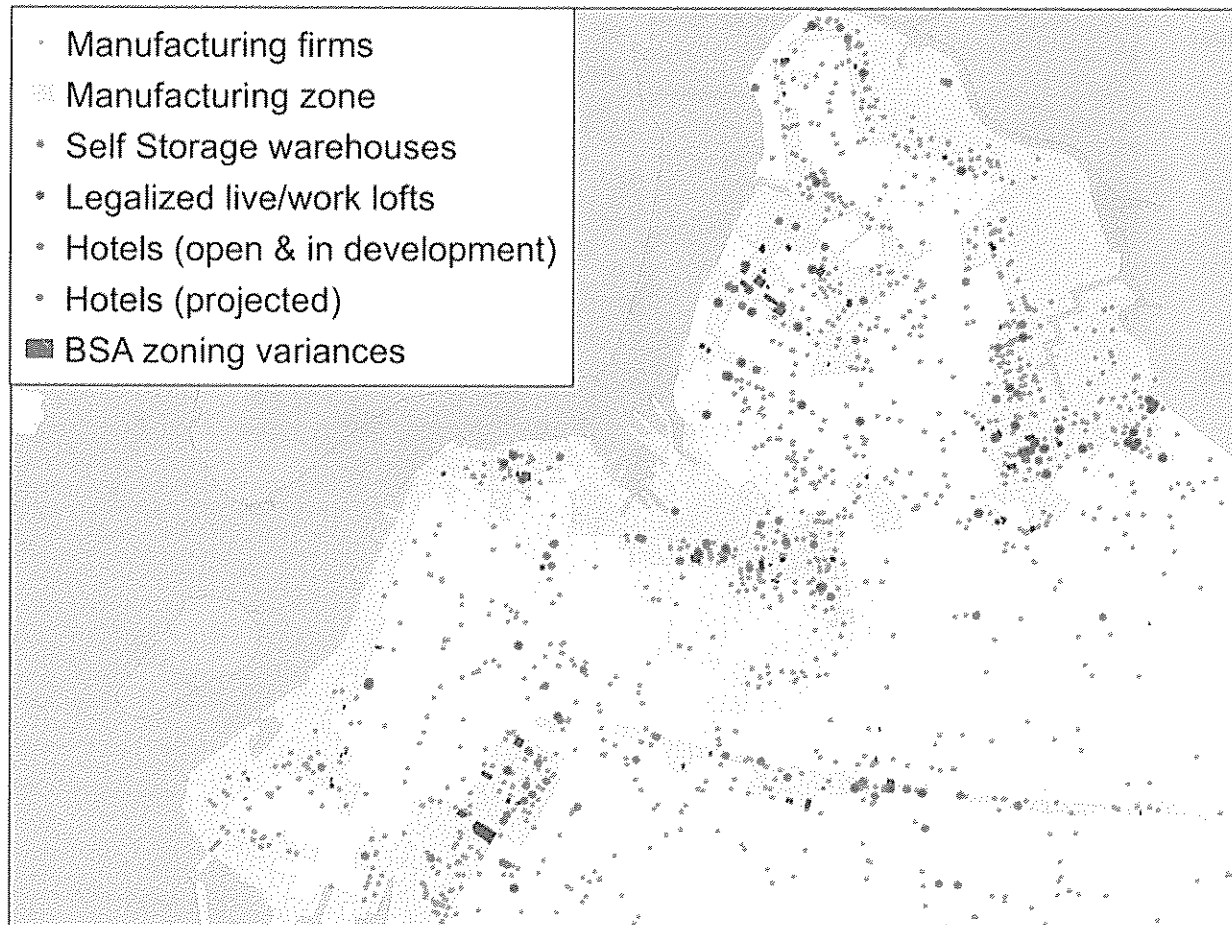 Manufacturing firms
Manufacturing zone
Self Storage warehouses
Legalized live/work lofts
Hotels (open & in development)
Hotels (projected)
BSA zoning variances